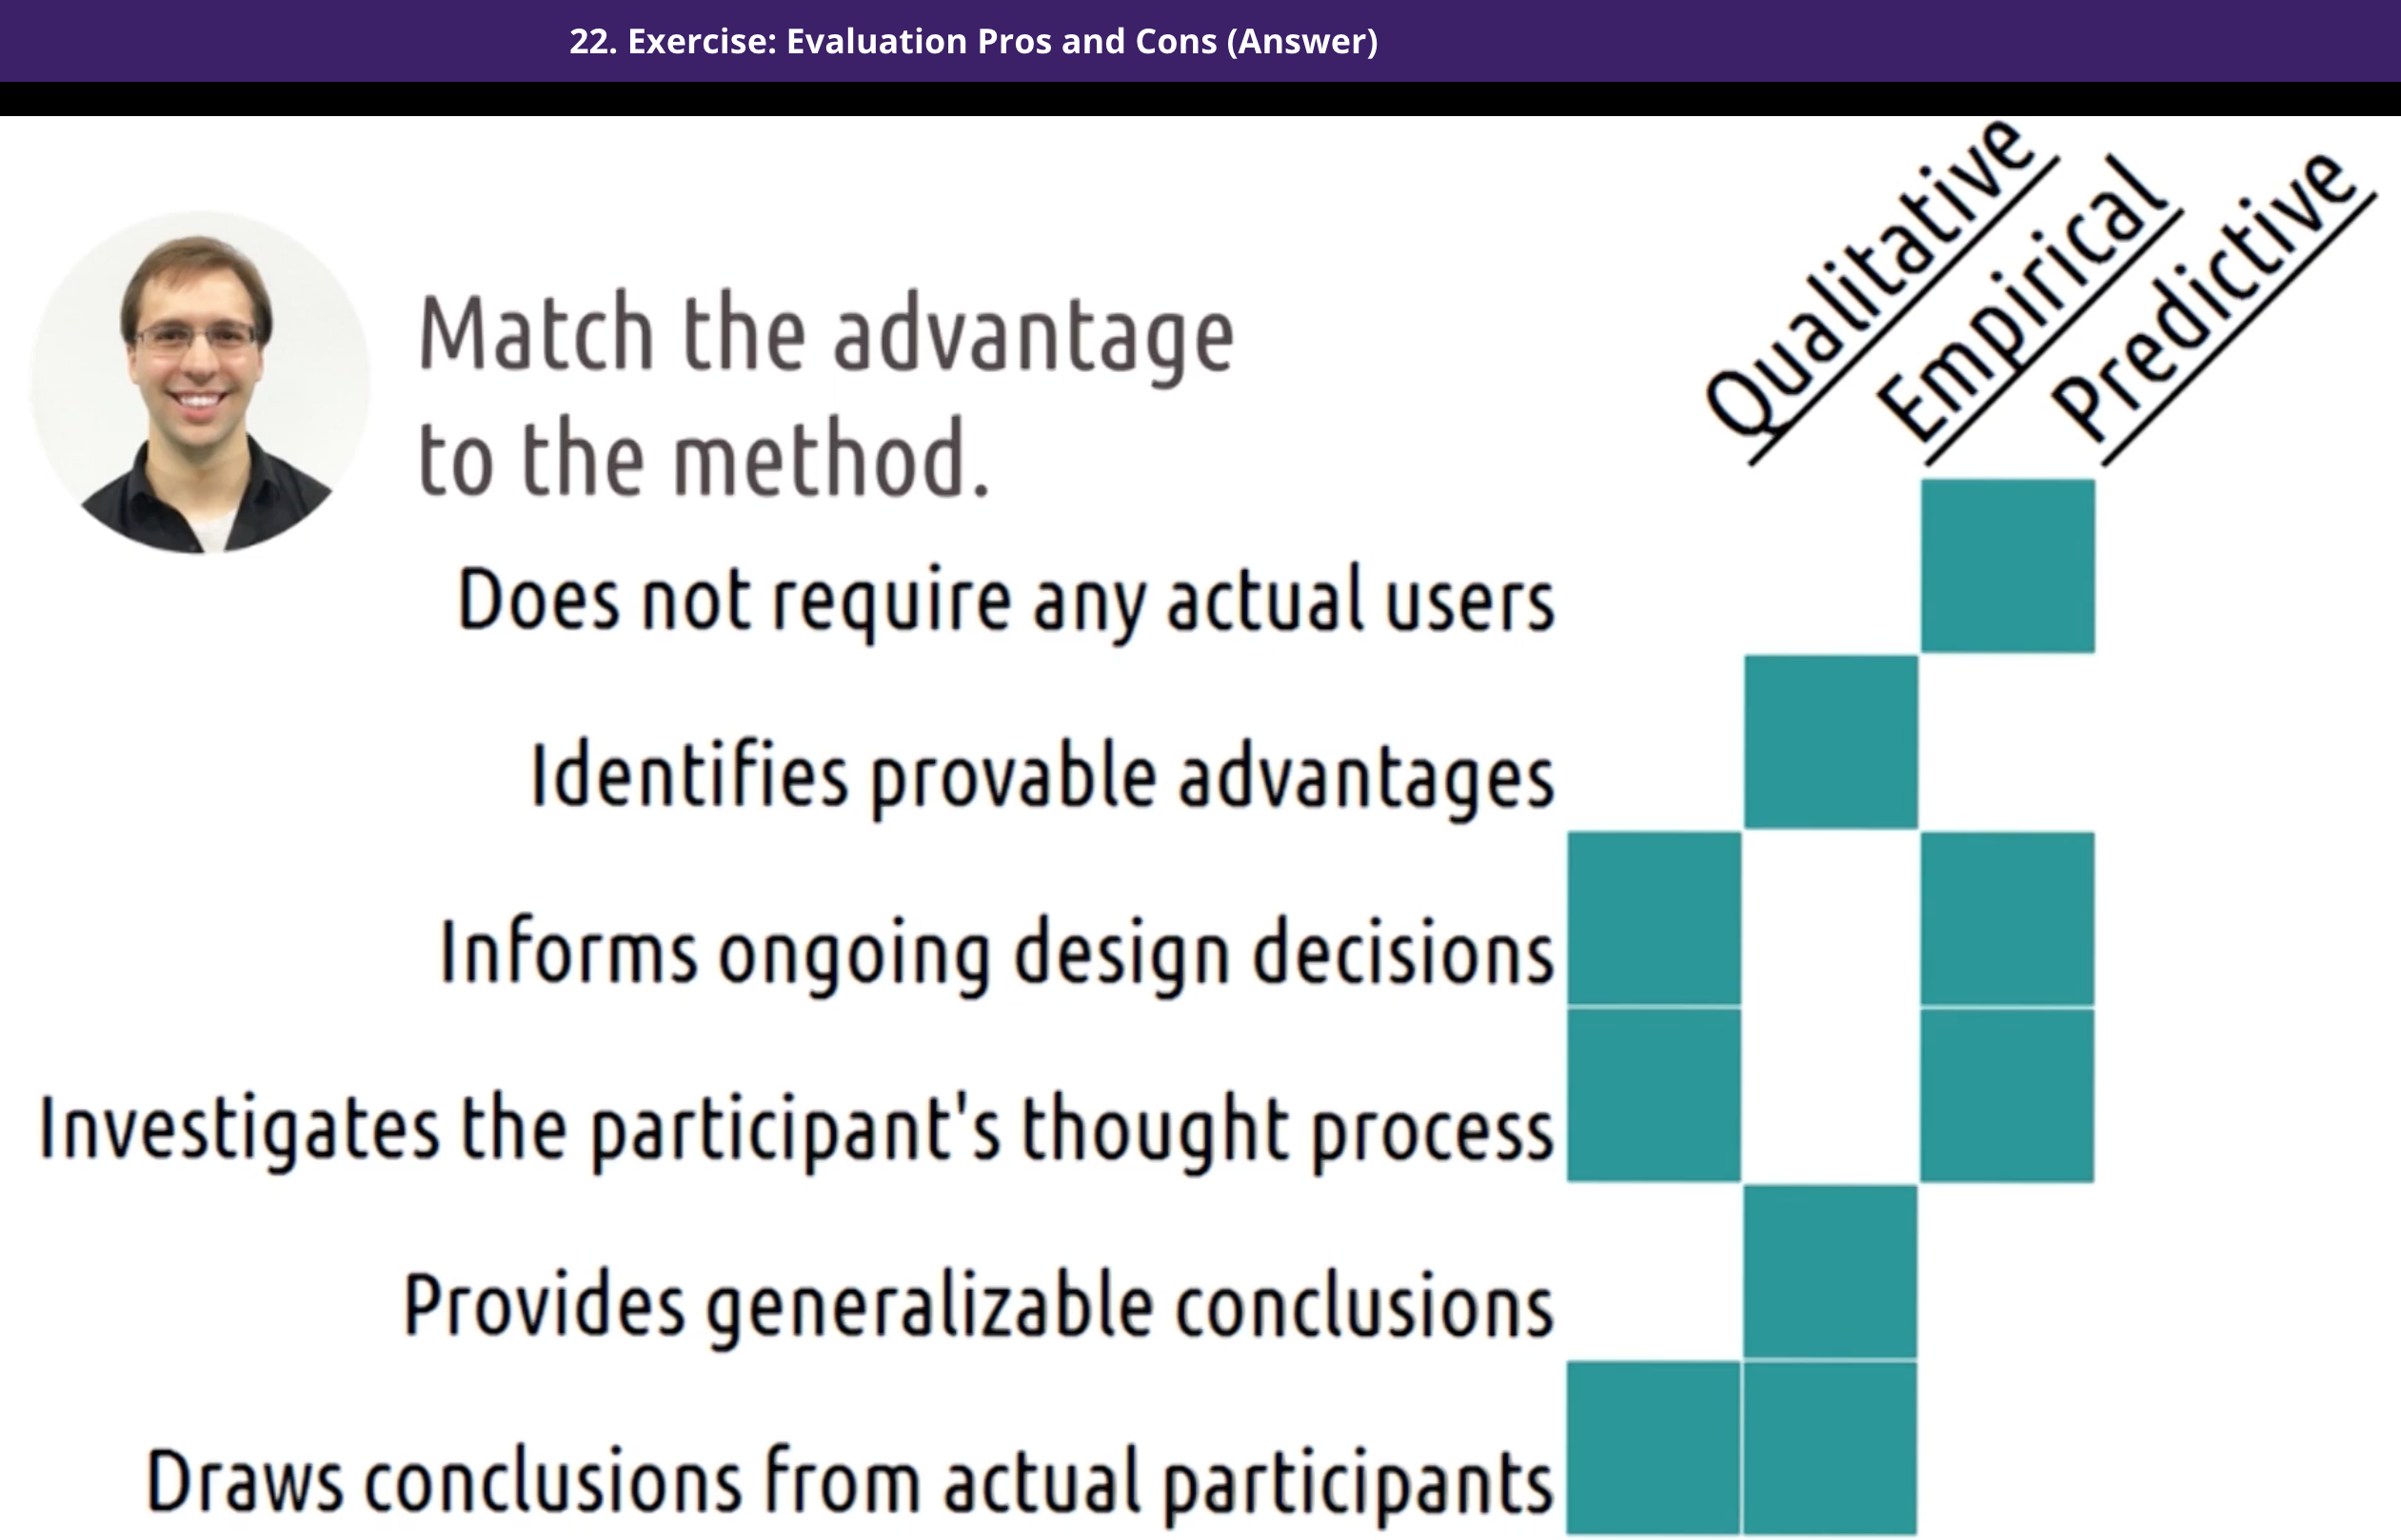 22. Exercise: Evaluation Pros and Cons (Answer)
Match the advantage
to the method.
Qualitative
Empirical
Predictive
Does not require any actual users
Identifies provable advantages
Informs ongoing design decisions
Investigates the participant's thought process
Provides generalizable conclusions
Draws conclusions from actual participants